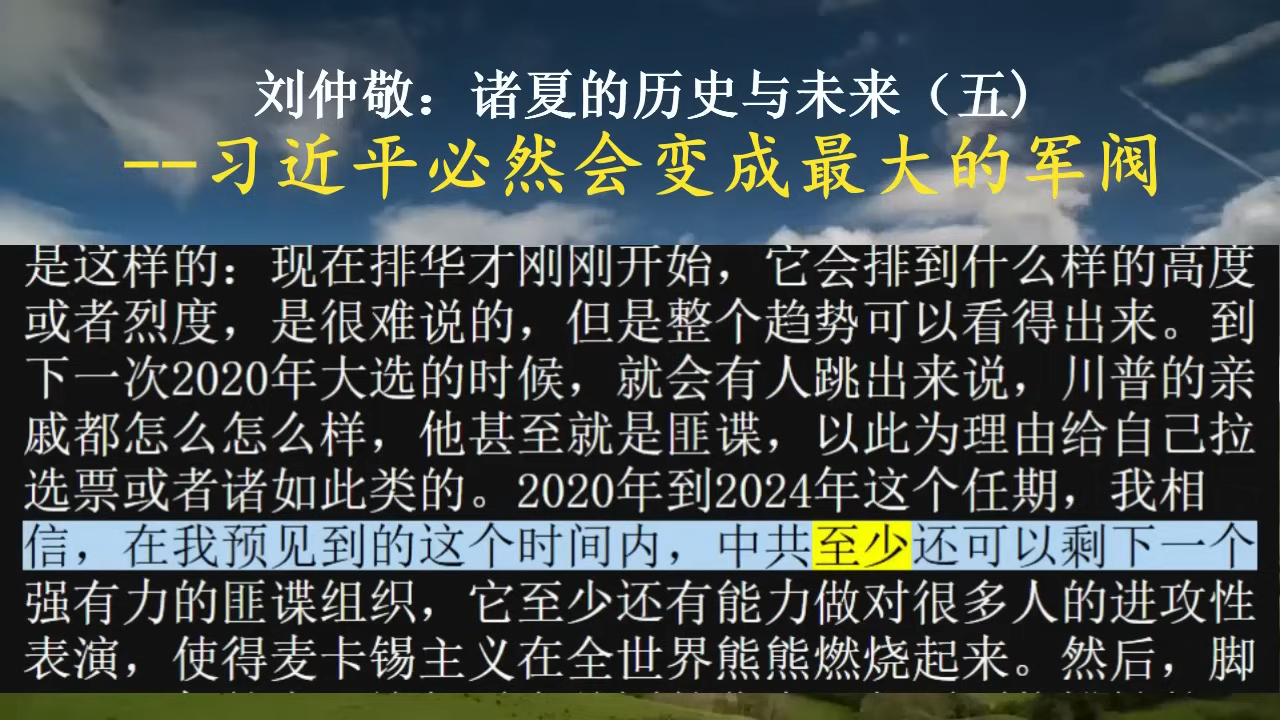 刘仲敬：诸夏的历史与未来（五）
--习近平必然会变成最大的军阀
是这样的：现在排华才刚刚开始，它会排到什么样的高度
或者烈度，是很难说的，但是整个趋势可以看得出来。到
下一次2020年大选的时候，就会有人跳出来说，川普的亲
戚都怎么怎么样，他甚至就是匪谍，以此为理由给自己拉
选票或者诸如此类的。2020年到2024年这个任期，我相
信，在我预见到的这个时间内，中共至少还可以剩下一个
强有力的匪谍组织，它至少还有能力做对很多人的进攻性
表演，使得麦卡锡主义在全世界熊熊燃烧起来。然后，脚